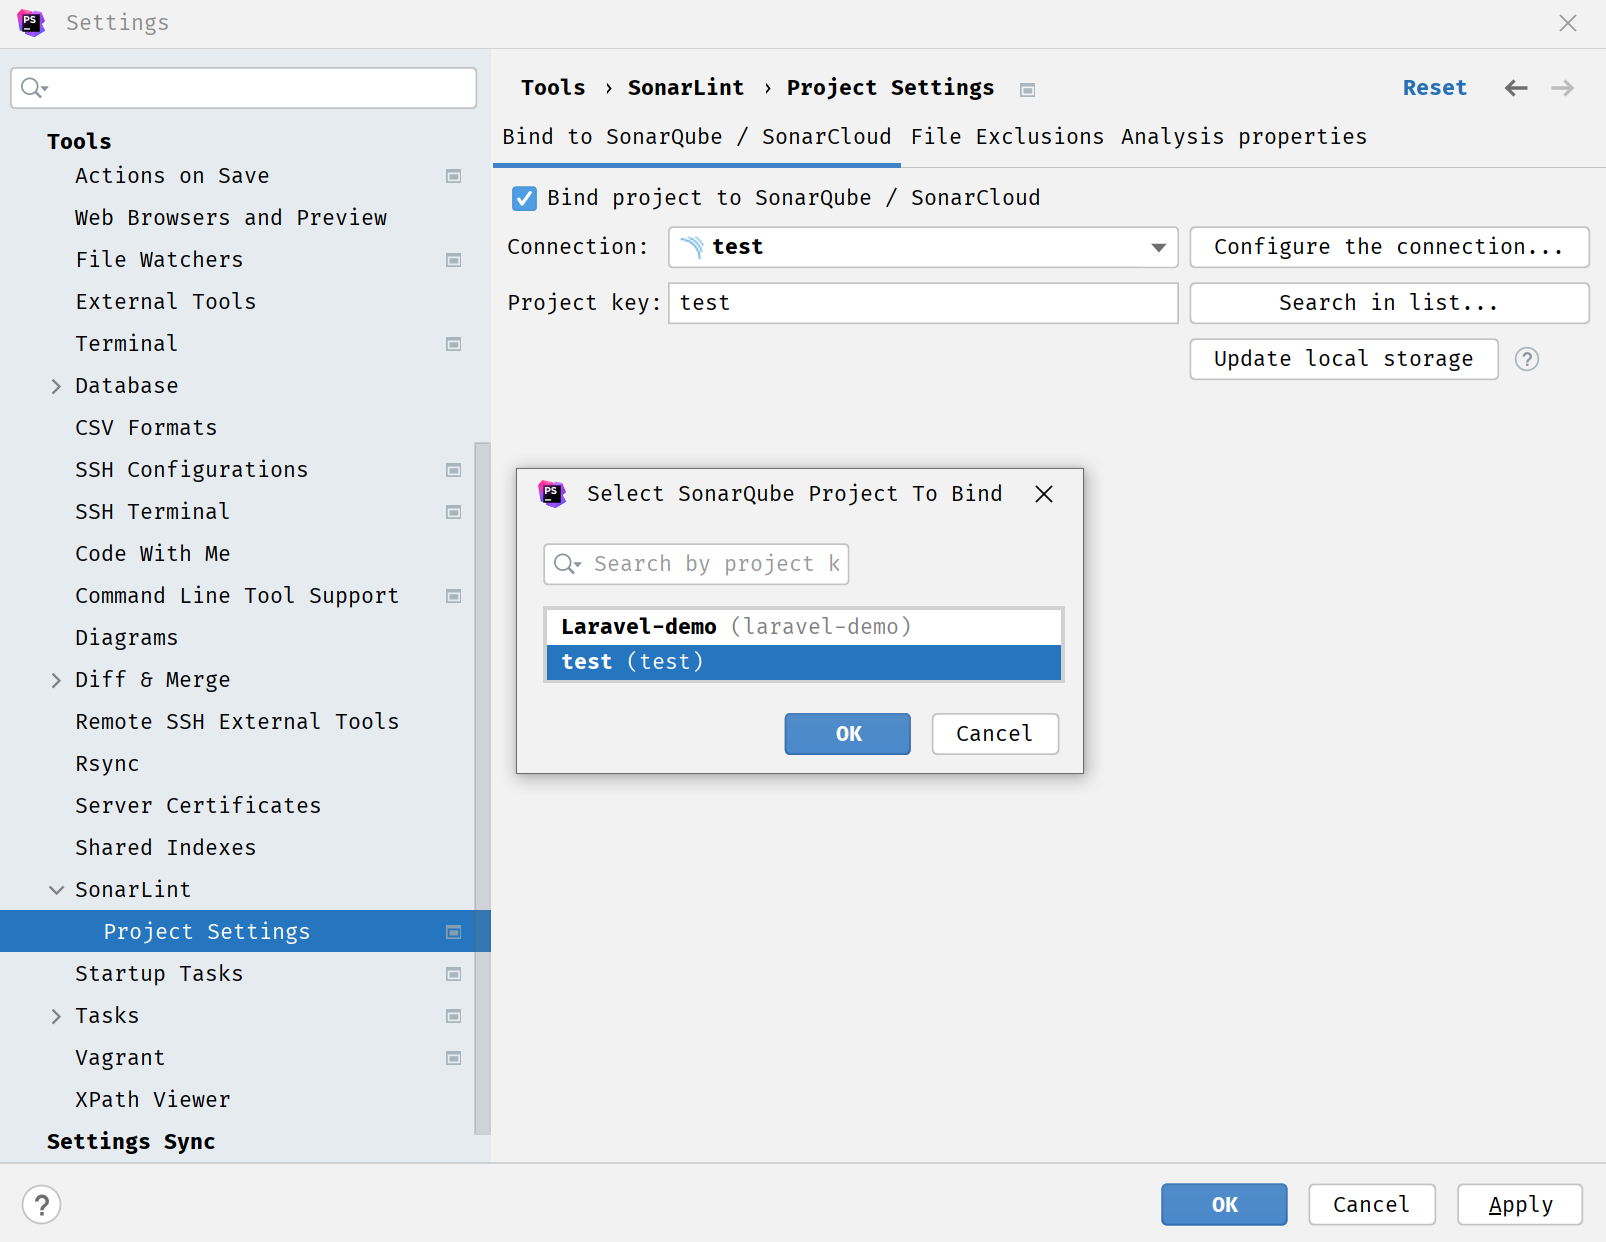 PS
Settings
Tools
Actions on Save
Web Browsers and Preview
File Watchers
External Tools
Terminal
Database
CSV Formats
SSH Configurations
SSH Terminal
Code With Me
Command Line Tool Support
Diagrams
Diff & Merge
Remote SSH External Tools
Rsync
Server Certificates
Shared Indexes
SonarLint
Project Settings
Startup Tasks
Tasks
Vagrant
XPath Viewer
Settings Sync
Tools › SonarLint › Project Settings
Reset
Bind to SonarQube / SonarCloud File Exclusions Analysis properties
Bind project to SonarQube / SonarCloud
Connection: test Configure the connection...
Project key: test Search in list...
Update local storage ?
PS
Select SonarQube Project To Bind
Search by project k
Laravel-demo (laravel-demo)
test (test)
OK Cancel
? OK Cancel Apply